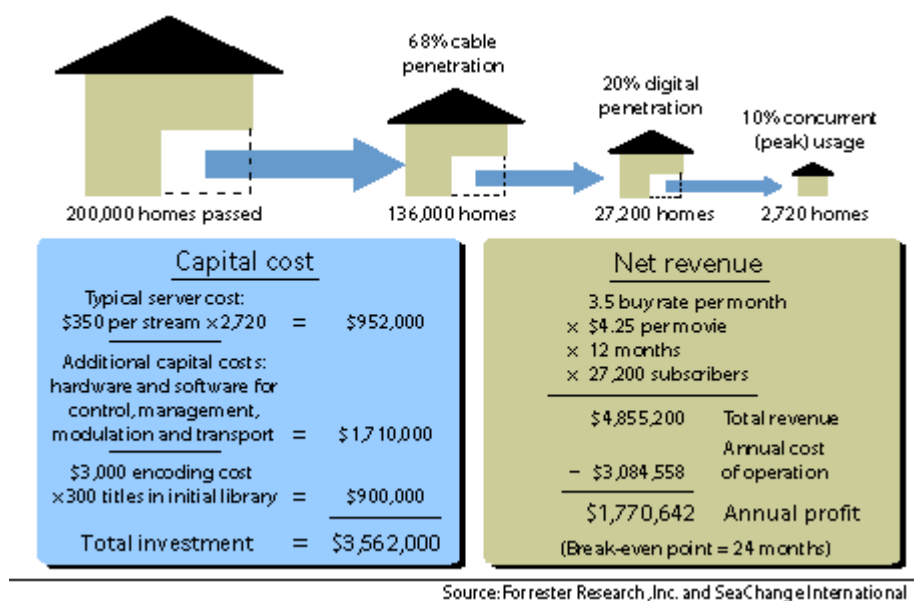 68% cable
penetration
20% digital
penetration
10% concurrent
(peak) usage
200,000 homes passed
136,000 homes
27,200 homes
2,720 homes
Capital cost
Typical server cost:
$350 per stream ×2,720 = $952,000
Additional capital costs:
hardware and software for
control, management,
modulation and transport = $1,710,000
$3,000 encoding cost
×300 titles in initial library = $900,000
Total investment = $3,562,000
Net revenue
3.5 buy rate per month
× $4.25 per movie
× 12 months
× 27,200 subscribers
$4,855,200 Total revenue
Annual cost
– $3,084,558 of operation
$1,770,642 Annual profit
(Break-even point = 24 months)
Source: Forrester Research, Inc. and SeaChange International